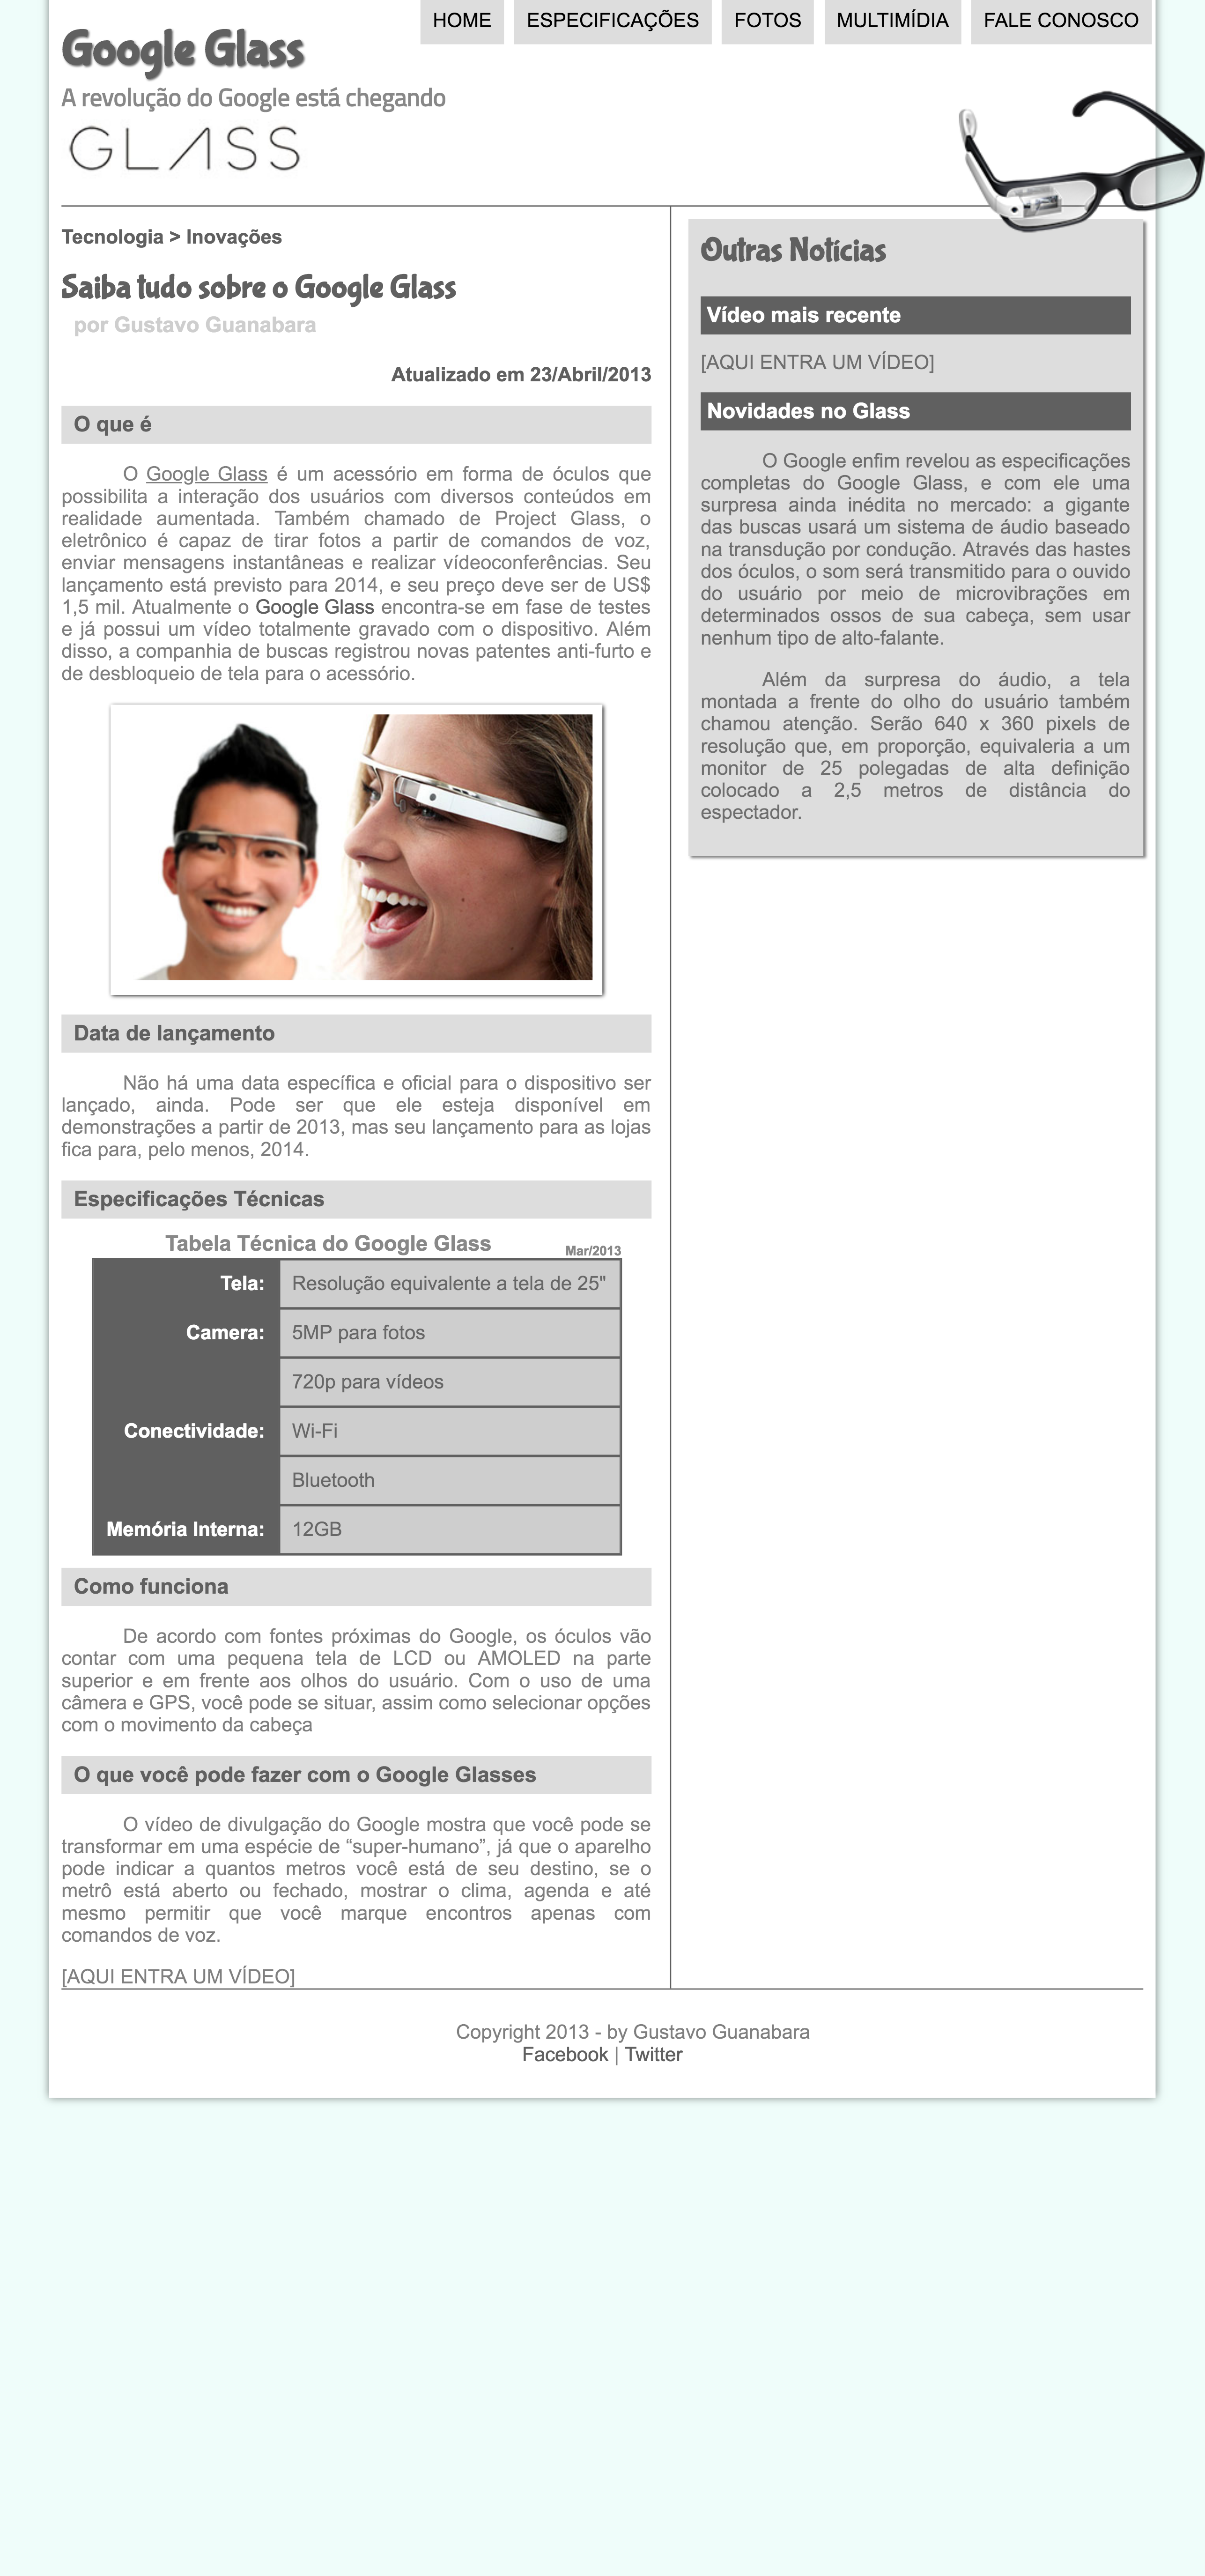 HOME
ESPECIFICAÇÕES
FOTOS
MULTIMÍDIA
FALE CONOSCO
Google Glass
A revolução do Google está chegando
GLASS
Tecnologia > Inovações
Saiba tudo sobre o Google Glass
por Gustavo Guanabara
Atualizado em 23/Abril/2013
O que é
O Google Glass é um acessório em forma de óculos que
possibilita a interação dos usuários com diversos conteúdos em
realidade aumentada. Também chamado de Project Glass, o
eletrônico é capaz de tirar fotos a partir de comandos de voz,
enviar mensagens instantâneas e realizar vídeoconferências. Seu
lançamento está previsto para 2014, e seu preço deve ser de US$
1,5 mil. Atualmente o Google Glass encontra-se em fase de testes
e já possui um vídeo totalmente gravado com o dispositivo. Além
disso, a companhia de buscas registrou novas patentes anti-furto e
de desbloqueio de tela para o acessório.
Data de lançamento
Não há uma data específica e oficial para o dispositivo ser
lançado, ainda. Pode ser que ele esteja disponível em
demonstrações a partir de 2013, mas seu lançamento para as lojas
fica para, pelo menos, 2014.
Especificações Técnicas
Tabela Técnica do Google Glass Mar/2013
Tela: Resolução equivalente a tela de 25"
Camera: 5MP para fotos
720p para vídeos
Conectividade: Wi-Fi
Bluetooth
Memória Interna: 12GB
Como funciona
De acordo com fontes próximas do Google, os óculos vão
contar com uma pequena tela de LCD ou AMOLED na parte
superior e em frente aos olhos do usuário. Com o uso de uma
câmera e GPS, você pode se situar, assim como selecionar opções
com o movimento da cabeça
O que você pode fazer com o Google Glasses
O vídeo de divulgação do Google mostra que você pode se
transformar em uma espécie de “super-humano”, já que o aparelho
pode indicar a quantos metros você está de seu destino, se o
metrô está aberto ou fechado, mostrar o clima, agenda e até
mesmo permitir que você marque encontros apenas com
comandos de voz.
[AQUI ENTRA UM VÍDEO]
Outras Notícias
Vídeo mais recente
[AQUI ENTRA UM VÍDEO]
Novidades no Glass
O Google enfim revelou as especificações
completas do Google Glass, e com ele uma
surpresa ainda inédita no mercado: a gigante
das buscas usará um sistema de áudio baseado
na transdução por condução. Através das hastes
dos óculos, o som será transmitido para o ouvido
do usuário por meio de microvibrações em
determinados ossos de sua cabeça, sem usar
nenhum tipo de alto-falante.
Além da surpresa do áudio, a tela
montada a frente do olho do usuário também
chamou atenção. Serão 640 x 360 pixels de
resolução que, em proporção, equivaleria a um
monitor de 25 polegadas de alta definição
colocado a 2,5 metros de distância do
espectador.
Copyright 2013 - by Gustavo Guanabara
Facebook | Twitter